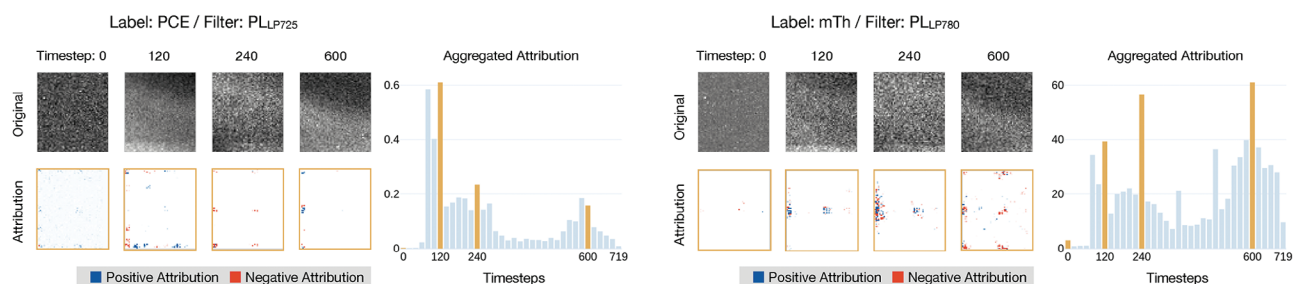 Label: PCE / Filter: PLLP725
Timestep: 0 120 240 600
Aggregated Attribution
Original
Attribution
0.6
0.4
0.2
0
0 120 240 600 719
Timesteps
Positive Attribution Negative Attribution
Label: mTh / Filter: PLLP780
Timestep: 0 120 240 600
Aggregated Attribution
Original
Attribution
60
40
20
0
0 120 240 600 719
Timesteps
Positive Attribution Negative Attribution